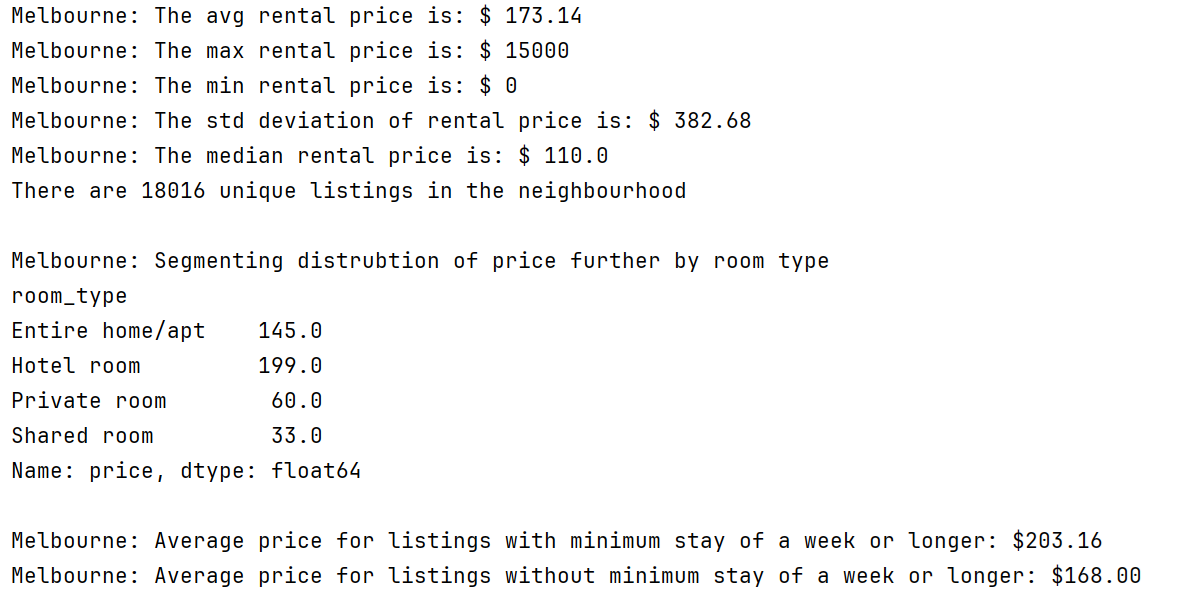 Melbourne: The avg rental price is: $ 173.14
Melbourne: The max rental price is: $ 15000
Melbourne: The min rental price is: $ 0
Melbourne: The std deviation of rental price is: $ 382.68
Melbourne: The median rental price is: $ 110.0
There are 18016 unique listings in the neighbourhood
Melbourne: Segmenting distrubtion of price further by room type
room_type
Entire home/apt    145.0
Hotel room         199.0
Private room        60.0
Shared room         33.0
Name: price, dtype: float64
Melbourne: Average price for listings with minimum stay of a week or longer: $203.16
Melbourne: Average price for listings without minimum stay of a week or longer: $168.00